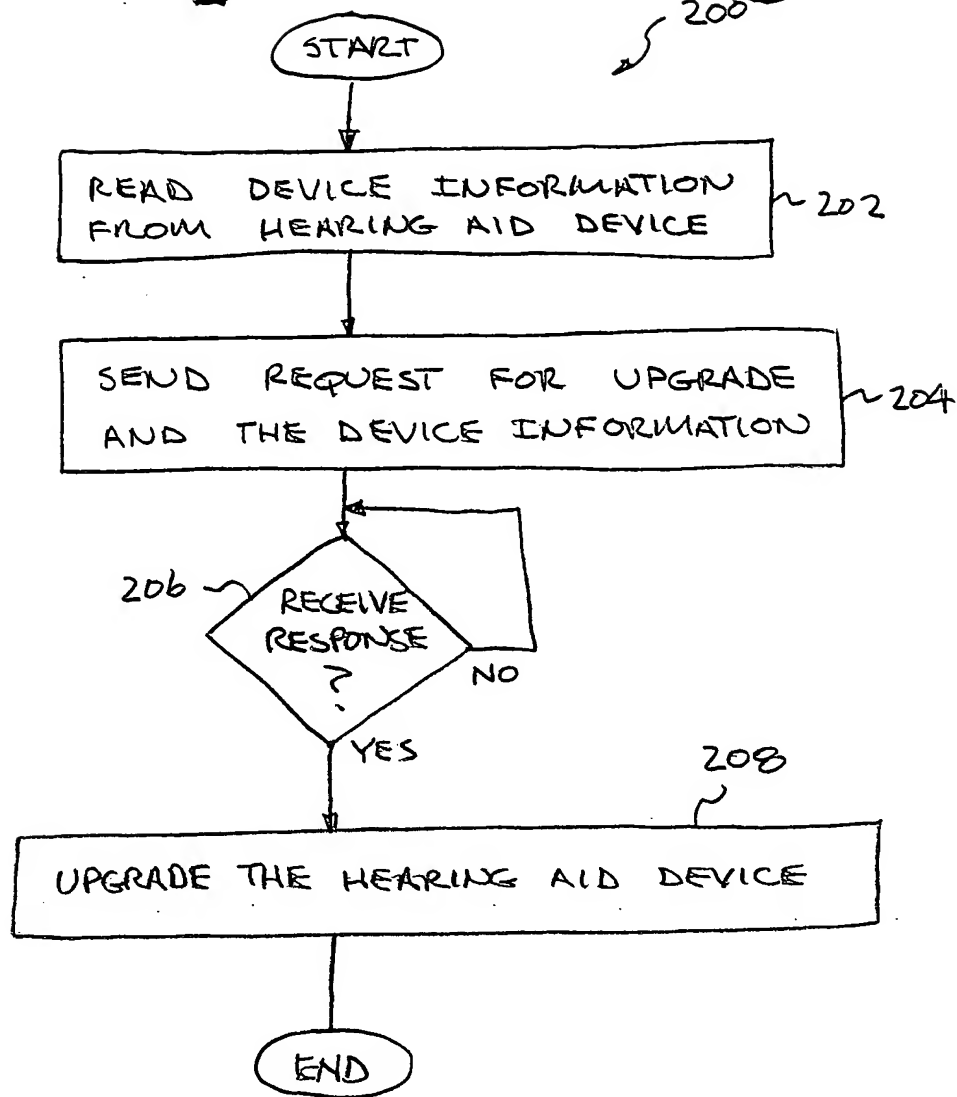 200
START
READ DEVICE INFORMATION
FROM HEARING AID DEVICE
202
SEND REQUEST FOR UPGRADE
AND THE DEVICE INFORMATION
204
206
RECEIVE
RESPONSE
?
NO
YES
208
UPGRADE THE HEARING AID DEVICE
END